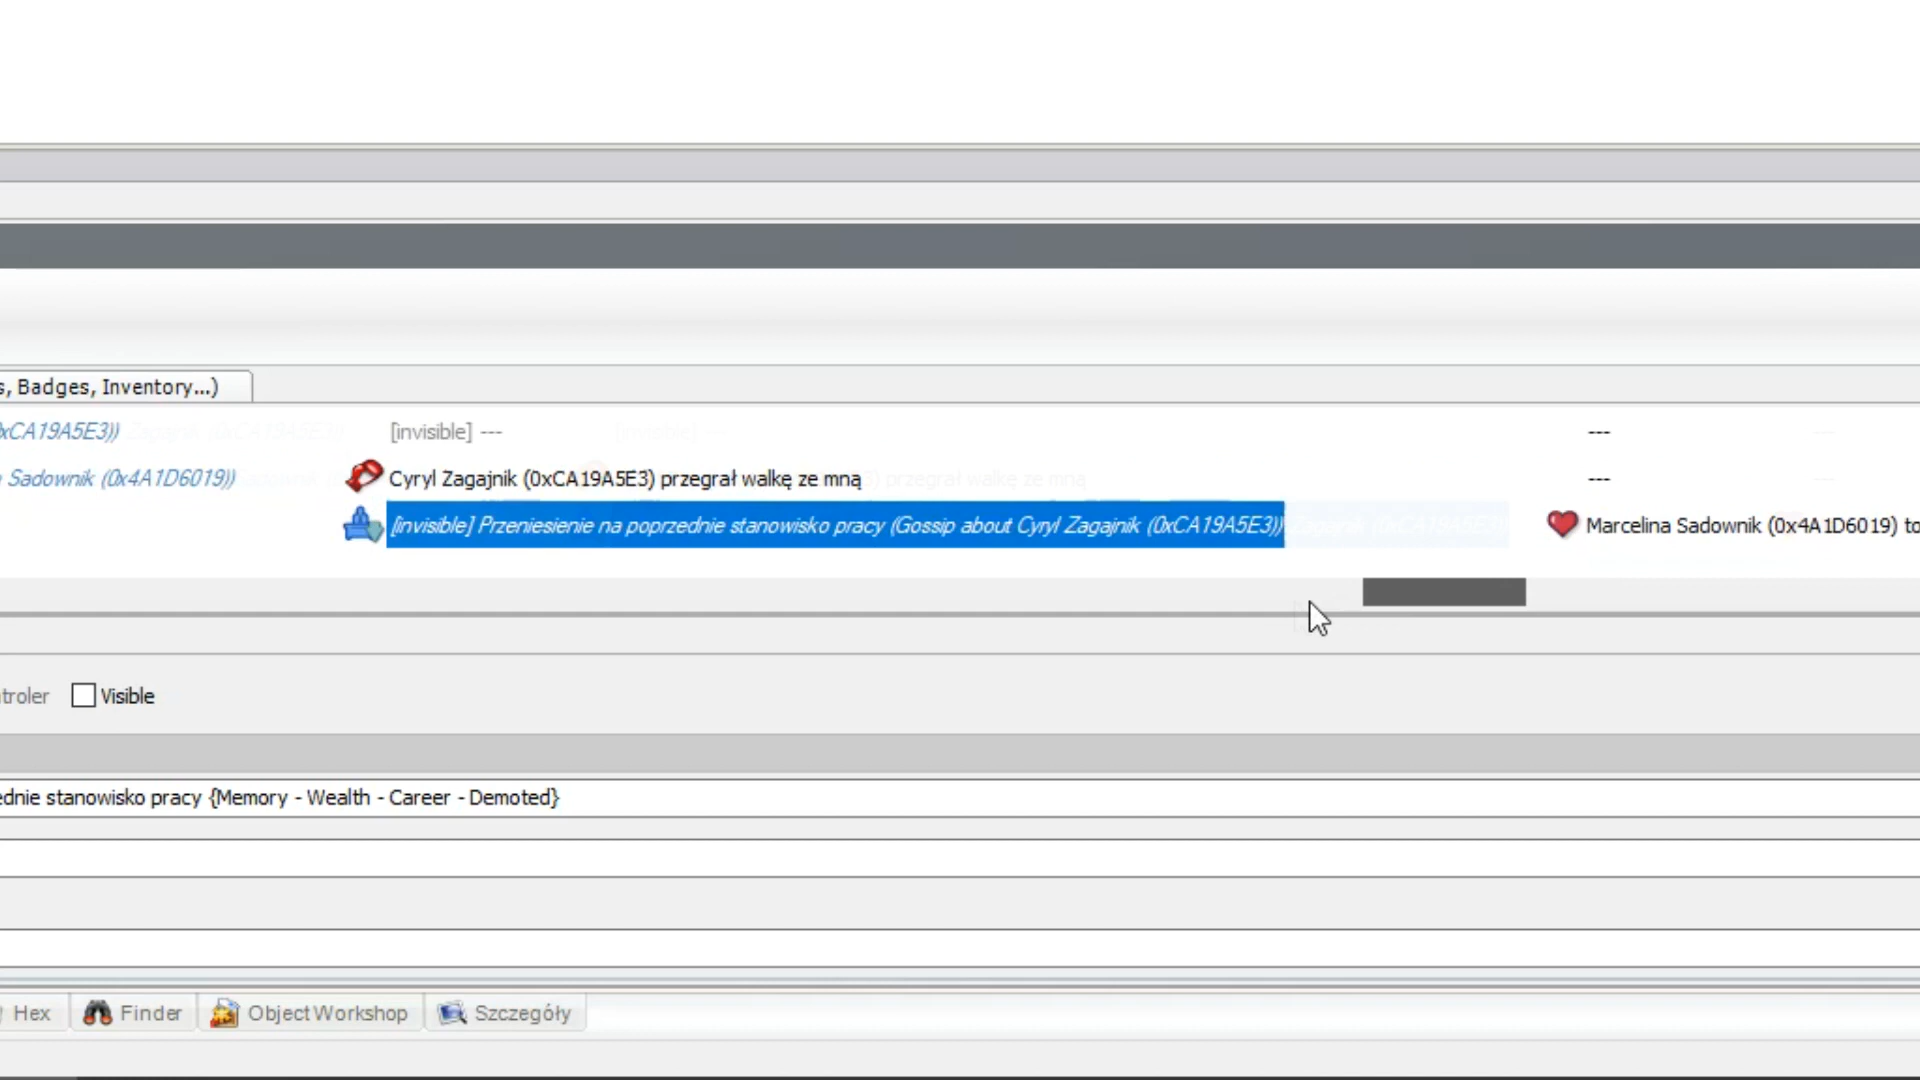 s, Badges, Inventory...)
0xCA19A5E3)) [invisible] --- ---
Sadownik (0x4A1D6019)) Cyryl Zagajnik (0xCA19A5E3) przegrał walkę ze mną ---
[invisible] Przeniesienie na poprzednie stanowisko pracy (Gossip about Cyryl Zagajnik (0xCA19A5E3)) Marcelina Sadownik (0x4A1D6019) to
troler Visible
ednie stanowisko pracy {Memory - Wealth - Career - Demoted}
Hex Finder Object Workshop Szczegóły